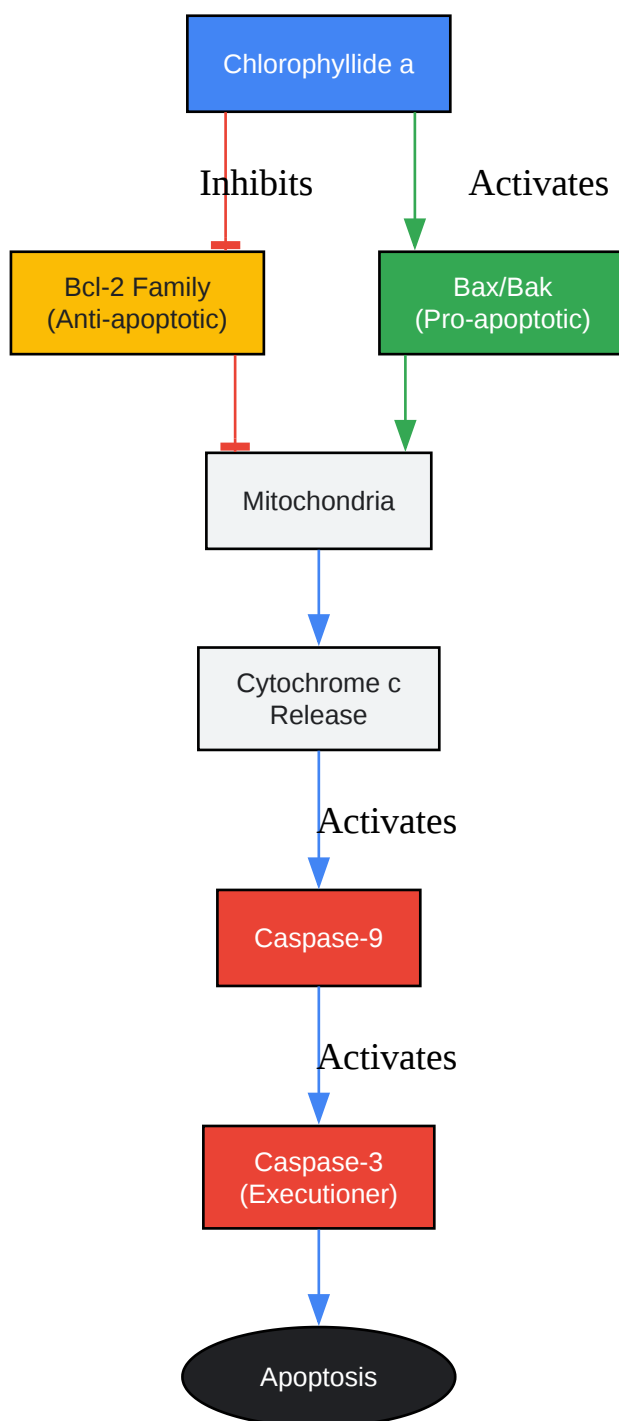 Chlorophyllide a
Inhibits
Activates
Bcl-2 Family
(Anti-apoptotic)
Bax/Bak
(Pro-apoptotic)
Mitochondria
Cytochrome c
Release
Activates
Caspase-9
Activates
Caspase-3
(Executioner)
Apoptosis